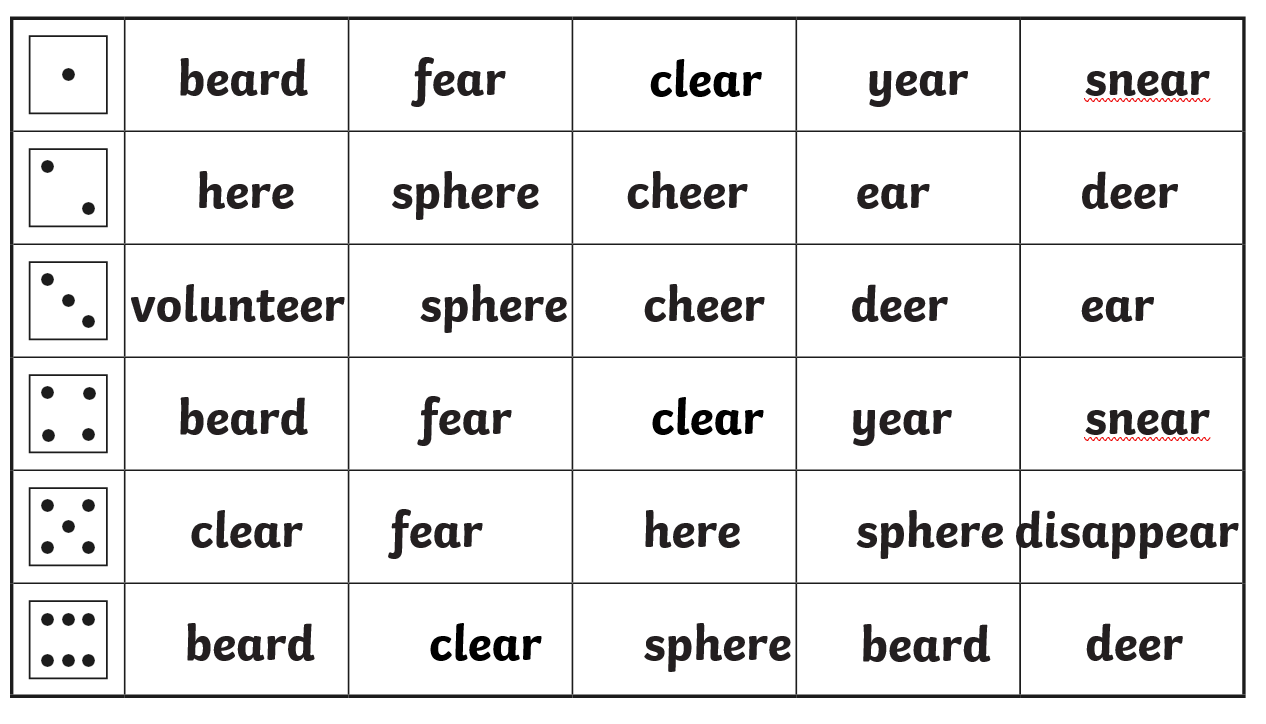 beard fear clear year snear
here sphere cheer ear deer
volunteer sphere cheer deer ear
beard fear clear year snear
clear fear here sphere disappear
beard clear sphere beard deer